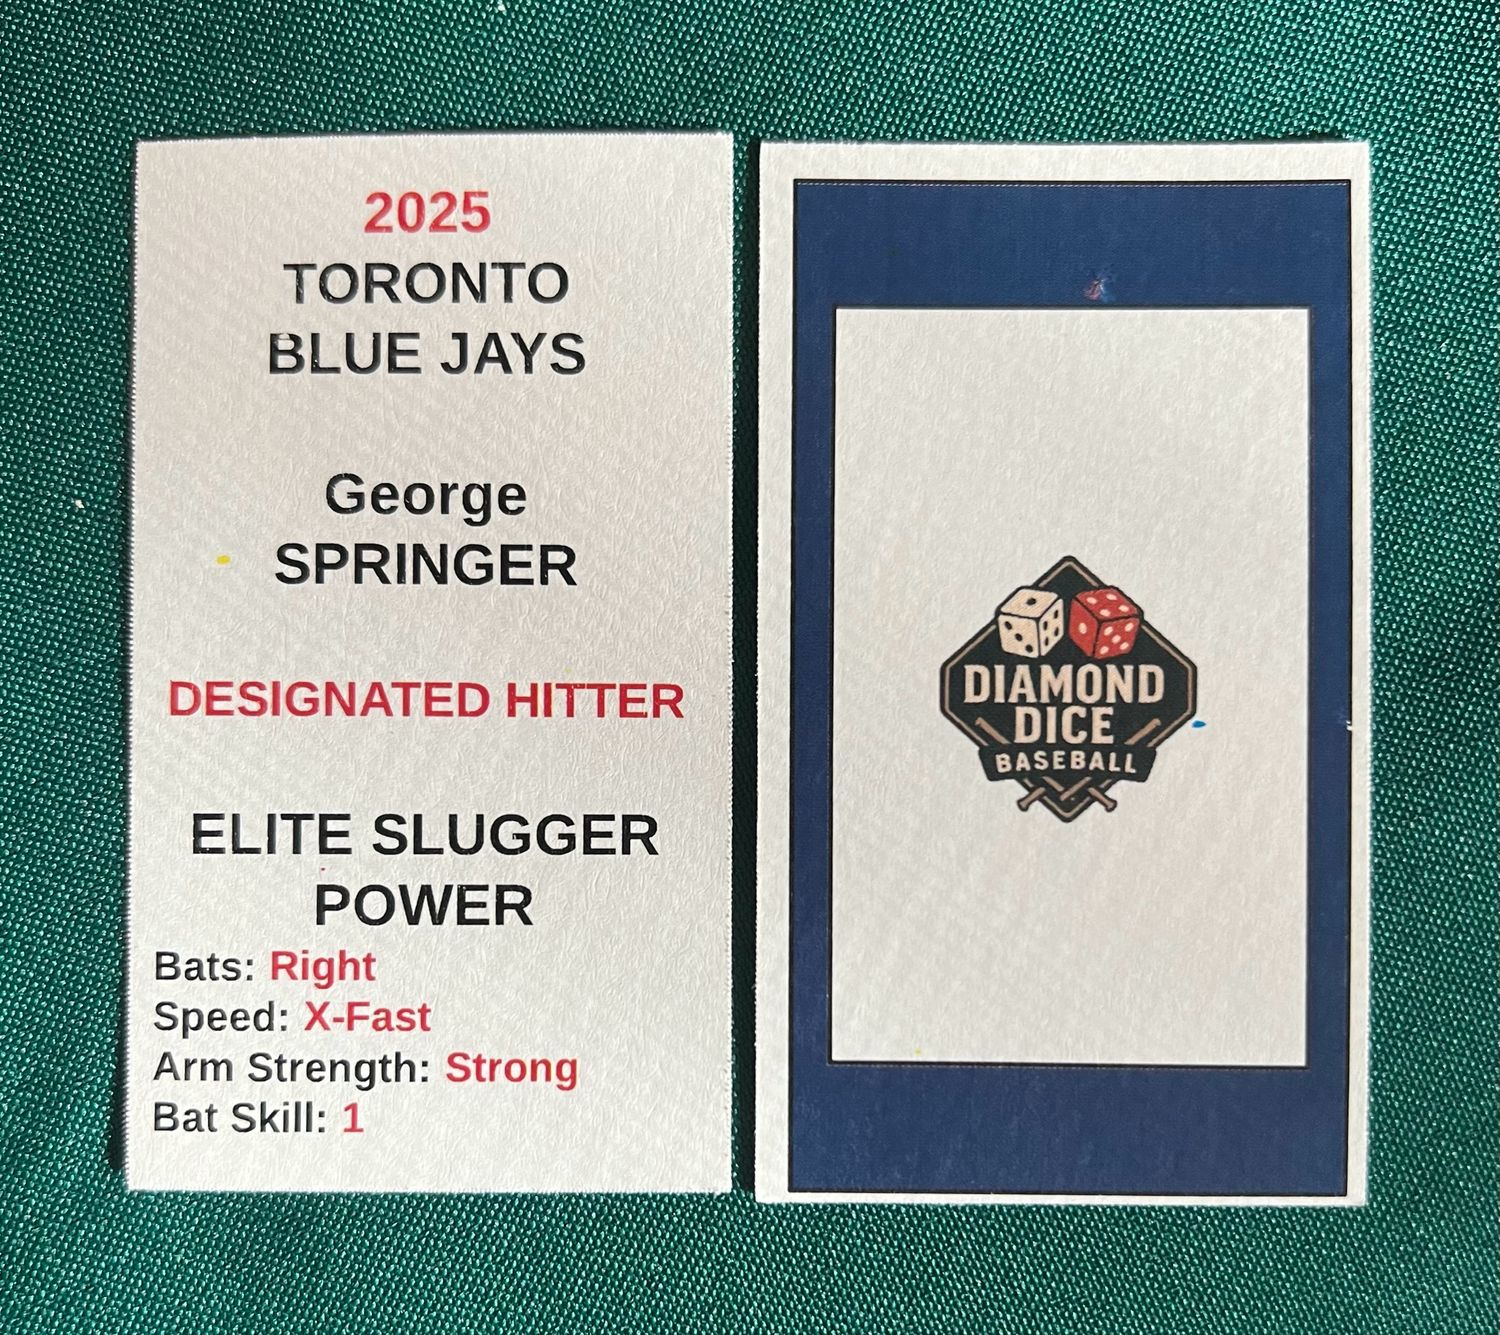 2025
TORONTO
BLUE JAYS
George
SPRINGER
DESIGNATED HITTER
ELITE SLUGGER
POWER
Bats: Right
Speed: X-Fast
Arm Strength: Strong
Bat Skill: 1
DIAMOND
DICE
BASEBALL